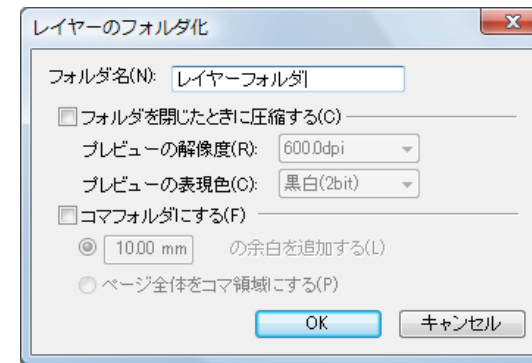 レイヤーのフォルダ化
フォルダ名(N): レイヤーフォルダ
フォルダを閉じたときに圧縮する(C)
プレビューの解像度(R): 600.0dpi
プレビューの表現色(C): 黒白(2bit)
コマフォルダにする(F)
10.00 mm の余白を追加する(L)
ページ全体をコマ領域にする(P)
OK キャンセル